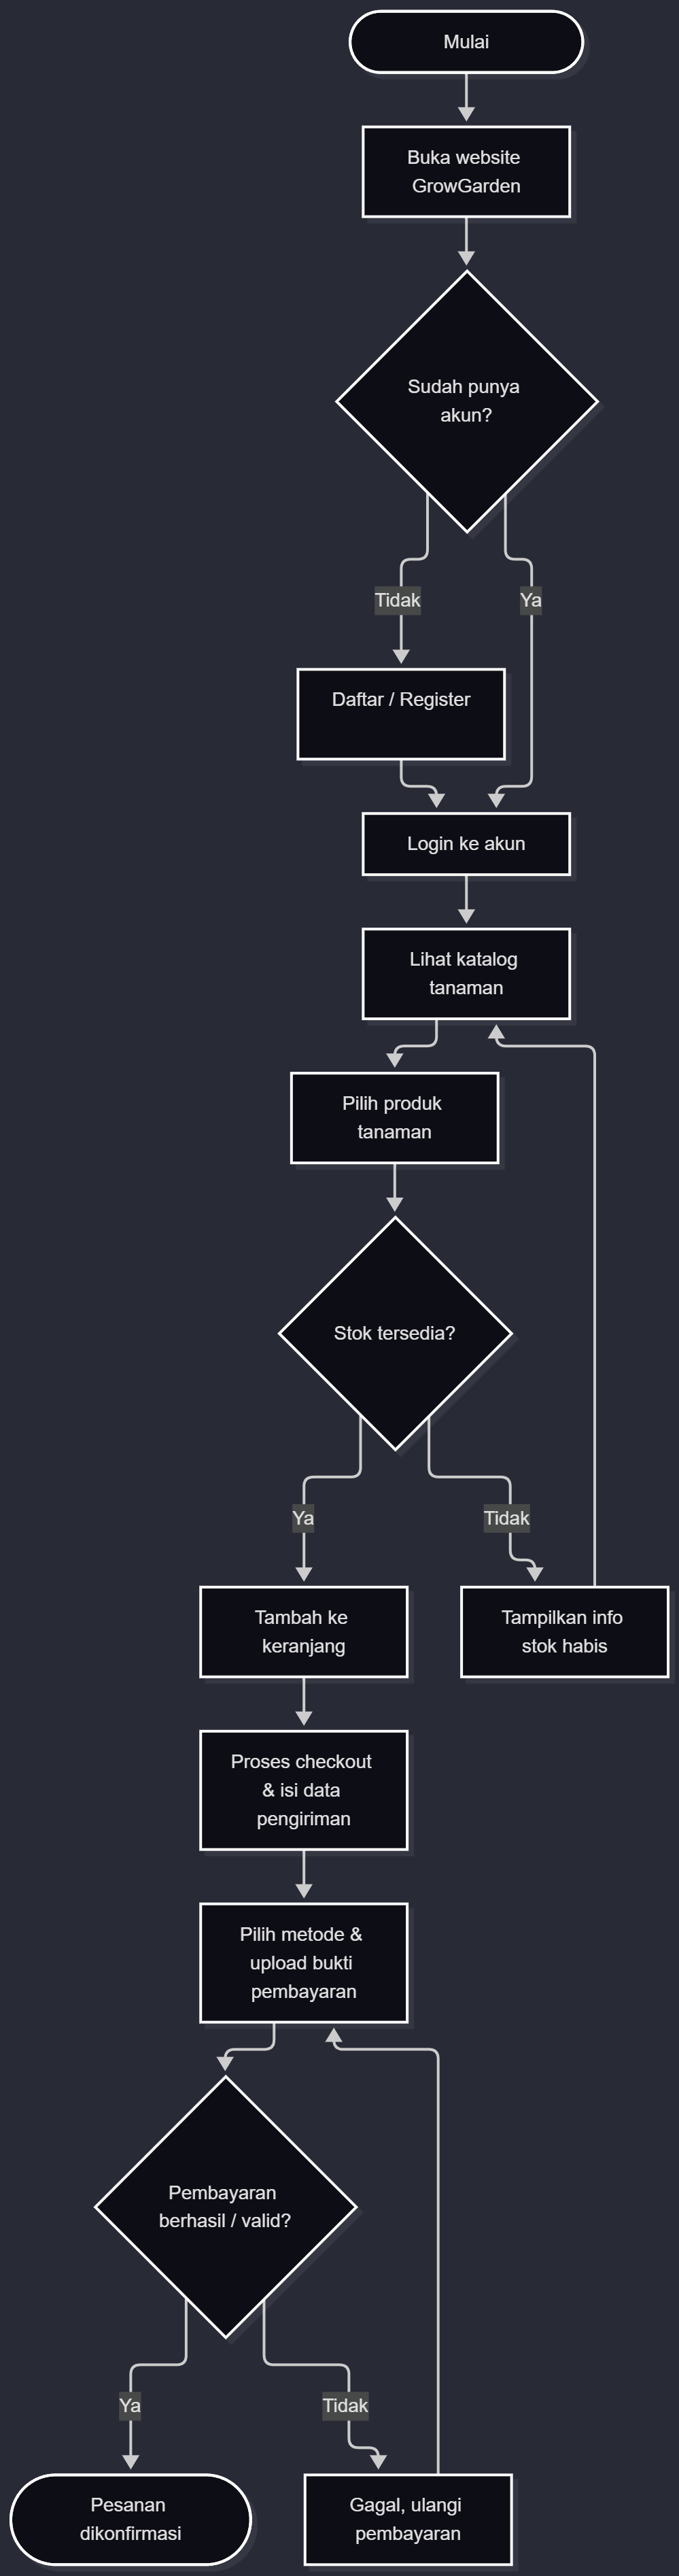 Mulai
Buka website
GrowGarden
Sudah punya
akun?
Tidak
Ya
Daftar / Register
Login ke akun
Lihat katalog
tanaman
Pilih produk
tanaman
Stok tersedia?
Ya
Tidak
Tambah ke
keranjang
Tampilkan info
stok habis
Proses checkout
& isi data
pengiriman
Pilih metode &
upload bukti
pembayaran
Pembayaran
berhasil / valid?
Ya
Tidak
Pesanan
dikonfirmasi
Gagal, ulangi
pembayaran